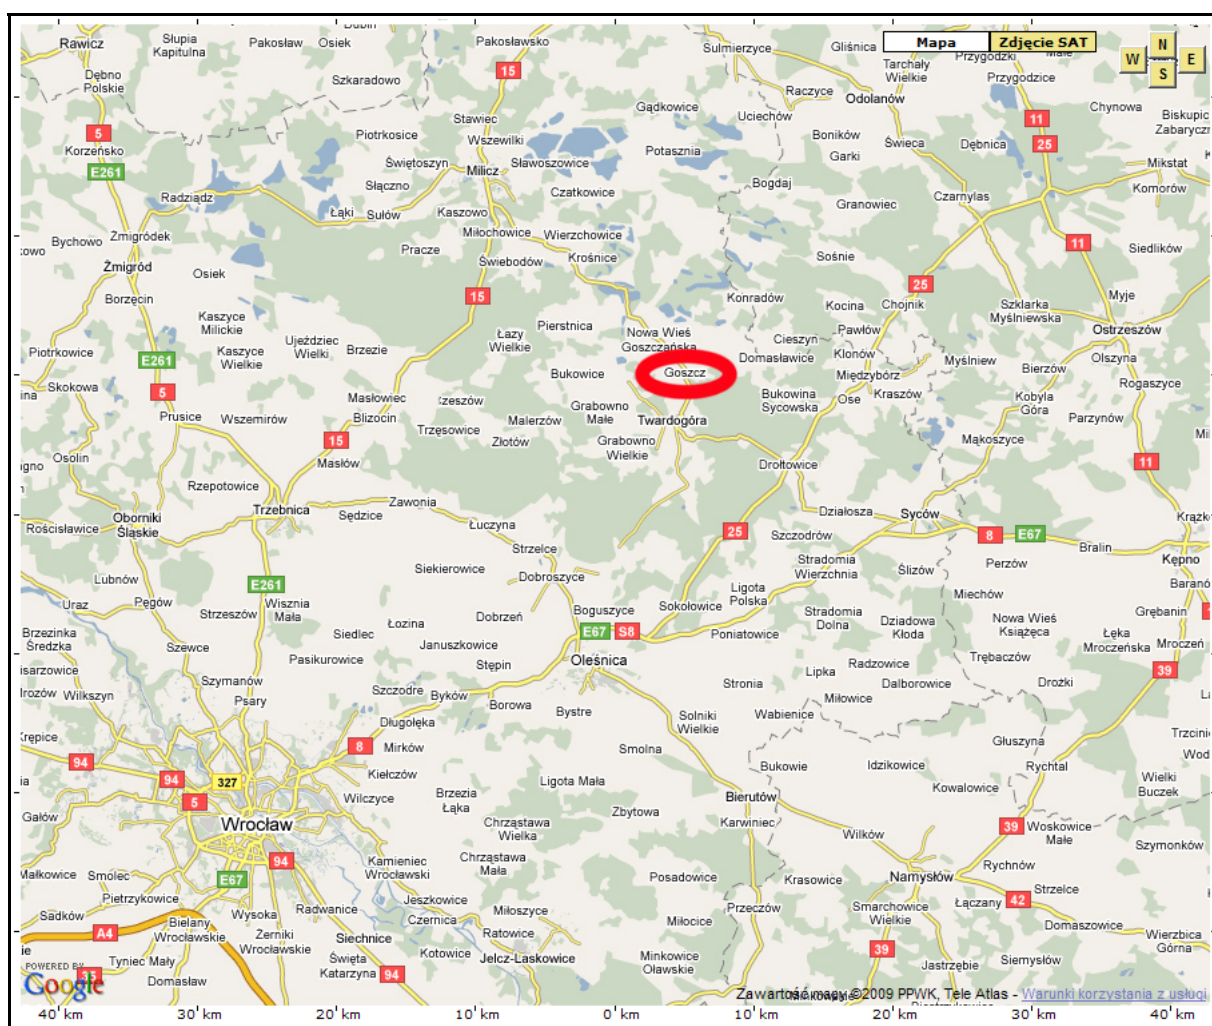 Dubin
Rawicz
Słupia
Kapitulna
Pakosław
Osiek
Pakosławsko
Sulmierzyce
Gliśnica
Mapa
Zdjęcie SAT
N
W
E
S
Przygodzki
Tarchały
Wielkie
Przygodzice
Dębno
Polskie
Szkaradowo
15
Raczyce
Odolanów
Gądkowice
Uciechów
Chynowa
Biskupic
Zabaryczn
Stawiec
11
5
Piotrkosice
Wszewilki
Boników
Świeca
Dębnica
25
Korzeńsko
Potasznia
Garki
E261
Świętoszyn
Milicz
Sławoszowice
Mikstat
Słączno
Czatkowice
Bogdaj
Komorów
Radziądz
Czarnylas
Granowiec
Łąki
Sułów
Kaszowo
Bychowo
Żmigródek
Miłochowice
Wierzchowice
11
Siedlików
Pracze
Krośnice
Sośnie
Żmigród
Osiek
Świebodów
25
15
Konradów
Borzęcin
Kocina
Chojnik
Szklarka
Myślniewska
Myje
Kaszyce
Milickie
Pierstnica
Nowa Wieś
Goszczańska
Pawłów
Ostrzeszów
Ujeździec
Wielki
Brzezie
Łazy
Wielkie
Cieszyn
Piotrkowice
Kaszyce
Wielkie
Domasławice
Klonów
Myślniew
Olszyna
E261
Bukowice
Goszcz
Międzybórz
Bierzów
Rogaszyce
Skokowa
5
Masłowiec
Bukowina
Sycowska
Ose
Kraszów
Kobyla
Góra
Prusice
Wszemirów
Blizocin
Grabowno
Małe
Malerzów
Twardogóra
Parzynów
Trzęsowice
15
Złotów
Grabowno
Wielkie
Mąkoszyce
Osolin
Masłów
Drołtowice
11
Rzepotowice
Zawonia
Trzebnica
Sędzice
Działosza
Syców
Oborniki
Śląskie
Rościsławice
Łuczyna
25
Szczodrów
8
E67
Bralin
Strzelce
Kępno
Siekierowice
Stradomia
Wierzchnia
Ślizów
Perzów
Lubnów
E261
Dobroszyce
Ligota
Polska
Miechów
Uraz
Pęgów
Strzeszów
Wisznia
Mała
Boguszyce
Sokołowice
Stradomia
Dolna
Dziadowa
Kłoda
Nowa Wieś
Książęca
Grębanin
Łozina
Dobrzeń
E67
S8
Poniatowice
Brzezinka
Średzka
Siedlec
Januszkowice
Łęka
Mroczeńska
Mroczeń
Szewce
Pasikurowice
Stępin
Oleśnica
Radzowice
Trębaczów
39
Szymanów
Lipka
Wilkszyn
Psary
Szczodre
Byków
Borowa
Stronia
Dalborowice
Drożki
Miłowice
Długołęka
Bystre
Solniki
Wielkie
Wabienice
8
Mirków
Smolna
Głuszyna
94
94
327
Kiełczów
Ligota Mała
Bukowie
Idzikowice
Rychtal
5
Wilczyce
Brzezia
Łąka
Bierutów
Kowalowice
Wielki
Buczek
Gałów
Wrocław
Chrząstawa
Wielka
Zbytowa
Karwiniec
Wilków
39
Woskowice
Małe
Szymonków
94
Kamieniec
Wrocławski
Chrząstawa
Mała
Rychnów
E67
Smolec
Posadowice
Krasowice
Namysłów
Strzelce
Pietrzykowice
Jeszkowice
Łączany
42
Sadków
Wysoka
Radwanice
Czernica
Miłoszyce
Miłocice
Przeczów
Smarchowice
Wielkie
Domaszowice
A4
Bielany
Wrocławskie
Żerniki
Wrocławskie
Siechnice
Ratowice
Wierzbica
Górna
Tyniec Mały
Święta
Katarzyna
Kotowice
Jelcz-Laskowice
Minkowice
Oławskie
39
Jastrzębie
Siemysłów
POWERED BY
Google
35
Domasław
94
Zawartość mapy ©2009 PPWK, Tele Atlas - Warunki korzystania z usługi
40 km
30 km
20 km
10 km
0 km
10 km
20 km
30 km
40 km